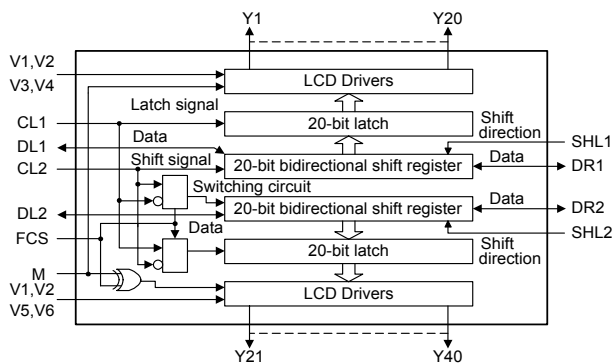 Y1 Y20
V1,V2
LCD Drivers
V3,V4
Latch signal
CL1
20-bit latch
Shift
direction
SHL1
DL1
Data
CL2
Shift signal
20-bit bidirectional shift register
Data
DR1
Switching circuit
20-bit bidirectional shift register
Data
DR2
DL2
FCS
Data
SHL2
20-bit latch
Shift
direction
M
V1,V2
LCD Drivers
V5,V6
Y21 Y40